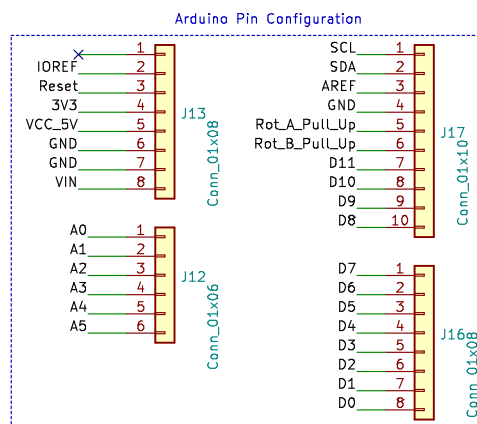 Arduino Pin Configuration
1
IOREF 2
Reset 3
3V3 4
VCC_5V 5
GND 6
GND 7
VIN 8
J13
Conn_01x08
A0 1
A1 2
A2 3
A3 4
A4 5
A5 6
J12
Conn_01x06
SCL 1
SDA 2
AREF 3
GND 4
Rot_A_Pull_Up 5
Rot_B_Pull_Up 6
D11 7
D10 8
D9 9
D8 10
J17
Conn_01x10
D7 1
D6 2
D5 3
D4 4
D3 5
D2 6
D1 7
D0 8
J16
Conn_01x08